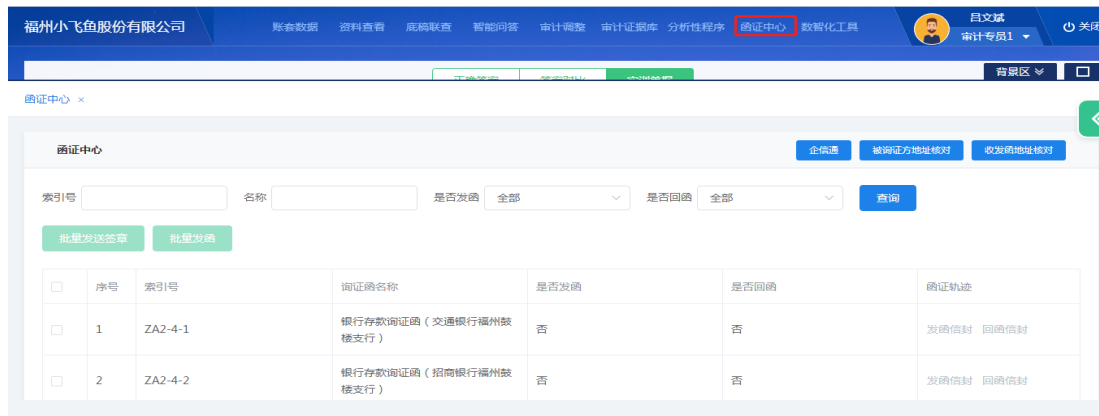 福州小飞鱼股份有限公司 账套数据 资料查看 底稿联查 智能问答 审计调整 审计证据库 分析性程序 函证中心 数智化工具 吕文斌 关闭
审计专员1
背景区
函证中心 ×
函证中心 企信通 被询证方地址核对 收发函地址核对
索引号 名称 是否发函 全部 是否回函 全部 查询
批量发送签章 批量发函
序号 索引号 询证函名称 是否发函 是否回函 函证轨迹
1 ZA2-4-1 银行存款询证函（交通银行福州鼓楼支行） 否 否 发函信封 回函信封
2 ZA2-4-2 银行存款询证函（招商银行福州鼓楼支行） 否 否 发函信封 回函信封